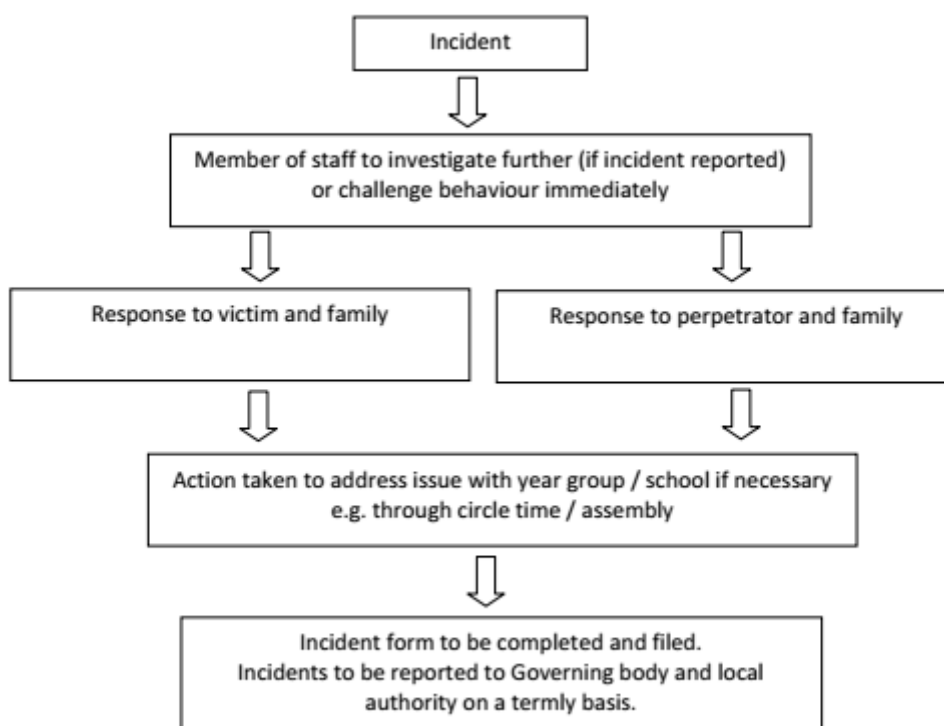 Incident
Member of staff to investigate further (if incident reported)
or challenge behaviour immediately
Response to victim and family
Response to perpetrator and family
Action taken to address issue with year group / school if necessary
e.g. through circle time / assembly
Incident form to be completed and filed.
Incidents to be reported to Governing body and local
authority on a termly basis.